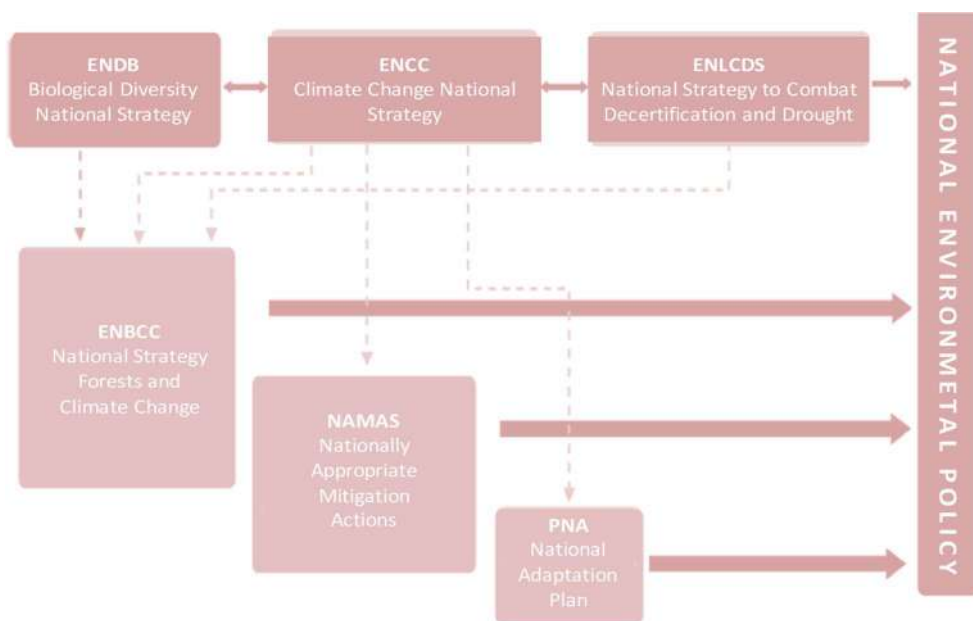 ENDB
Biological Diversity
National Strategy
ENCC
Climate Change National
Strategy
ENLCDS
National Strategy to Combat
Decertification and Drought
ENBCC
National Strategy
Forests and
Climate Change
NAMAS
Nationally
Appropriate
Mitigation
Actions
PNA
National
Adaptation
Plan
NATIONAL ENVIRONMETAL POLICY